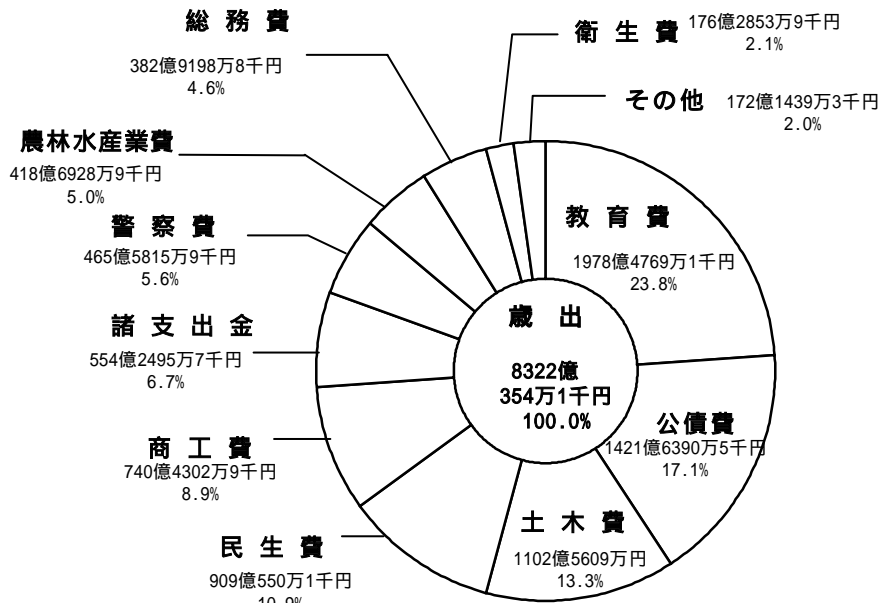 総務費
382億9198万8千円
4.6%
衛生費 176億2853万9千円
2.1%
その他 172億1439万3千円
2.0%
農林水産業費
418億6928万9千円
5.0%
警察費
465億5815万9千円
5.6%
諸支出金
554億2495万7千円
6.7%
商工費
740億4302万9千円
8.9%
民生費
909億550万1千円
10.9%
教育費
1978億4769万1千円
23.8%
歳出
8322億
354万1千円
100.0%
公債費
1421億6390万5千円
17.1%
土木費
1102億5609万円
13.3%